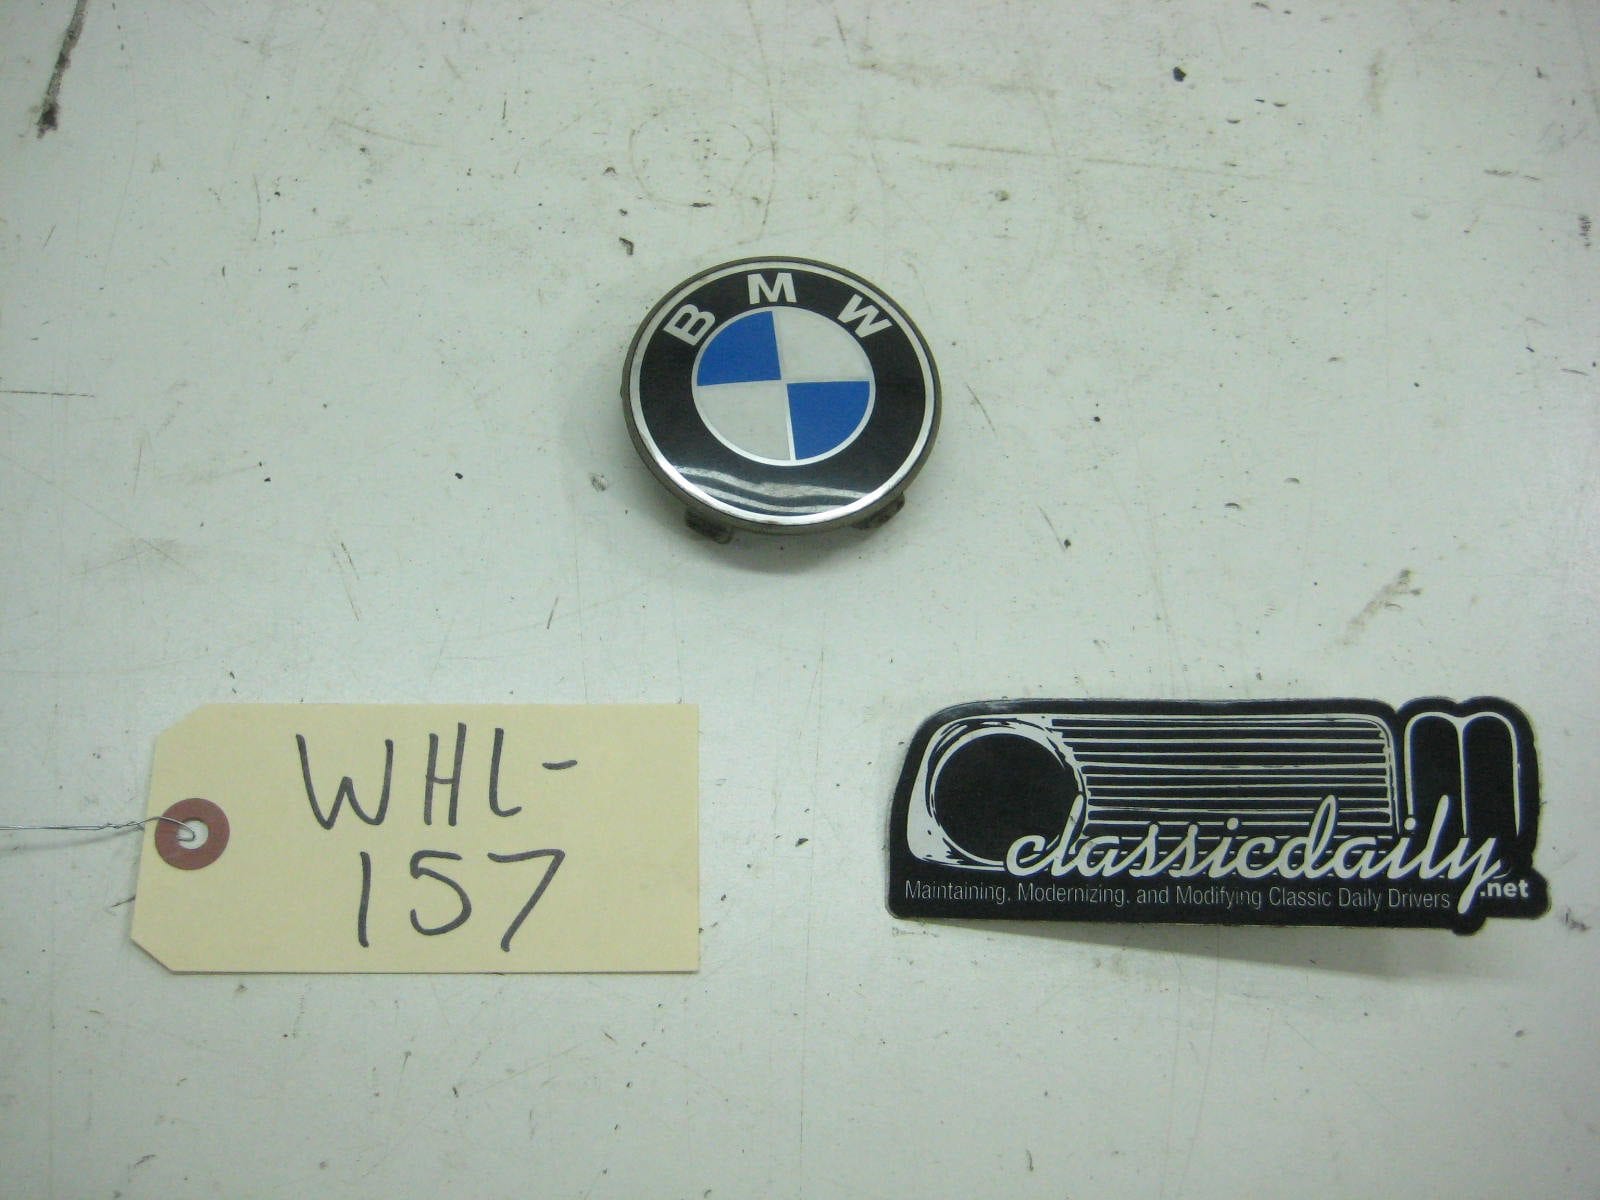 BMW
WHL-
157
classicdaily
.net
Maintaining, Modernizing, and Modifying Classic Daily Drivers